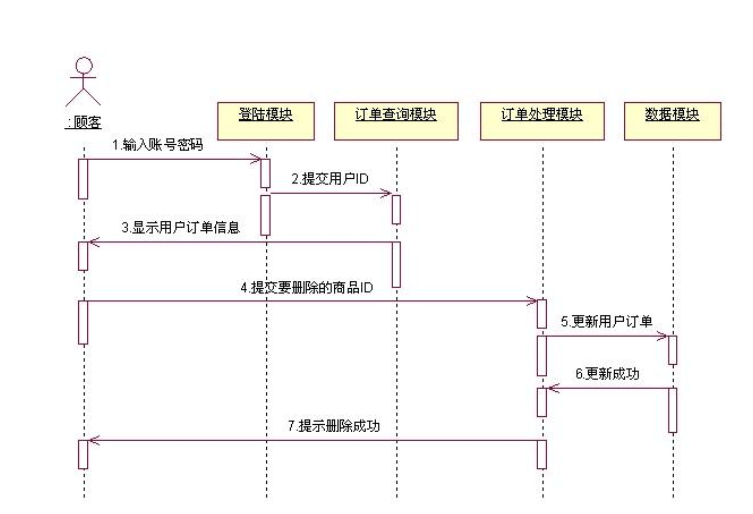 :顾客
登陆模块
订单查询模块
订单处理模块
数据模块
1.输入账号密码
2.提交用户ID
3.显示用户订单信息
4.提交要删除的商品ID
5.更新用户订单
6.更新成功
7.提示删除成功